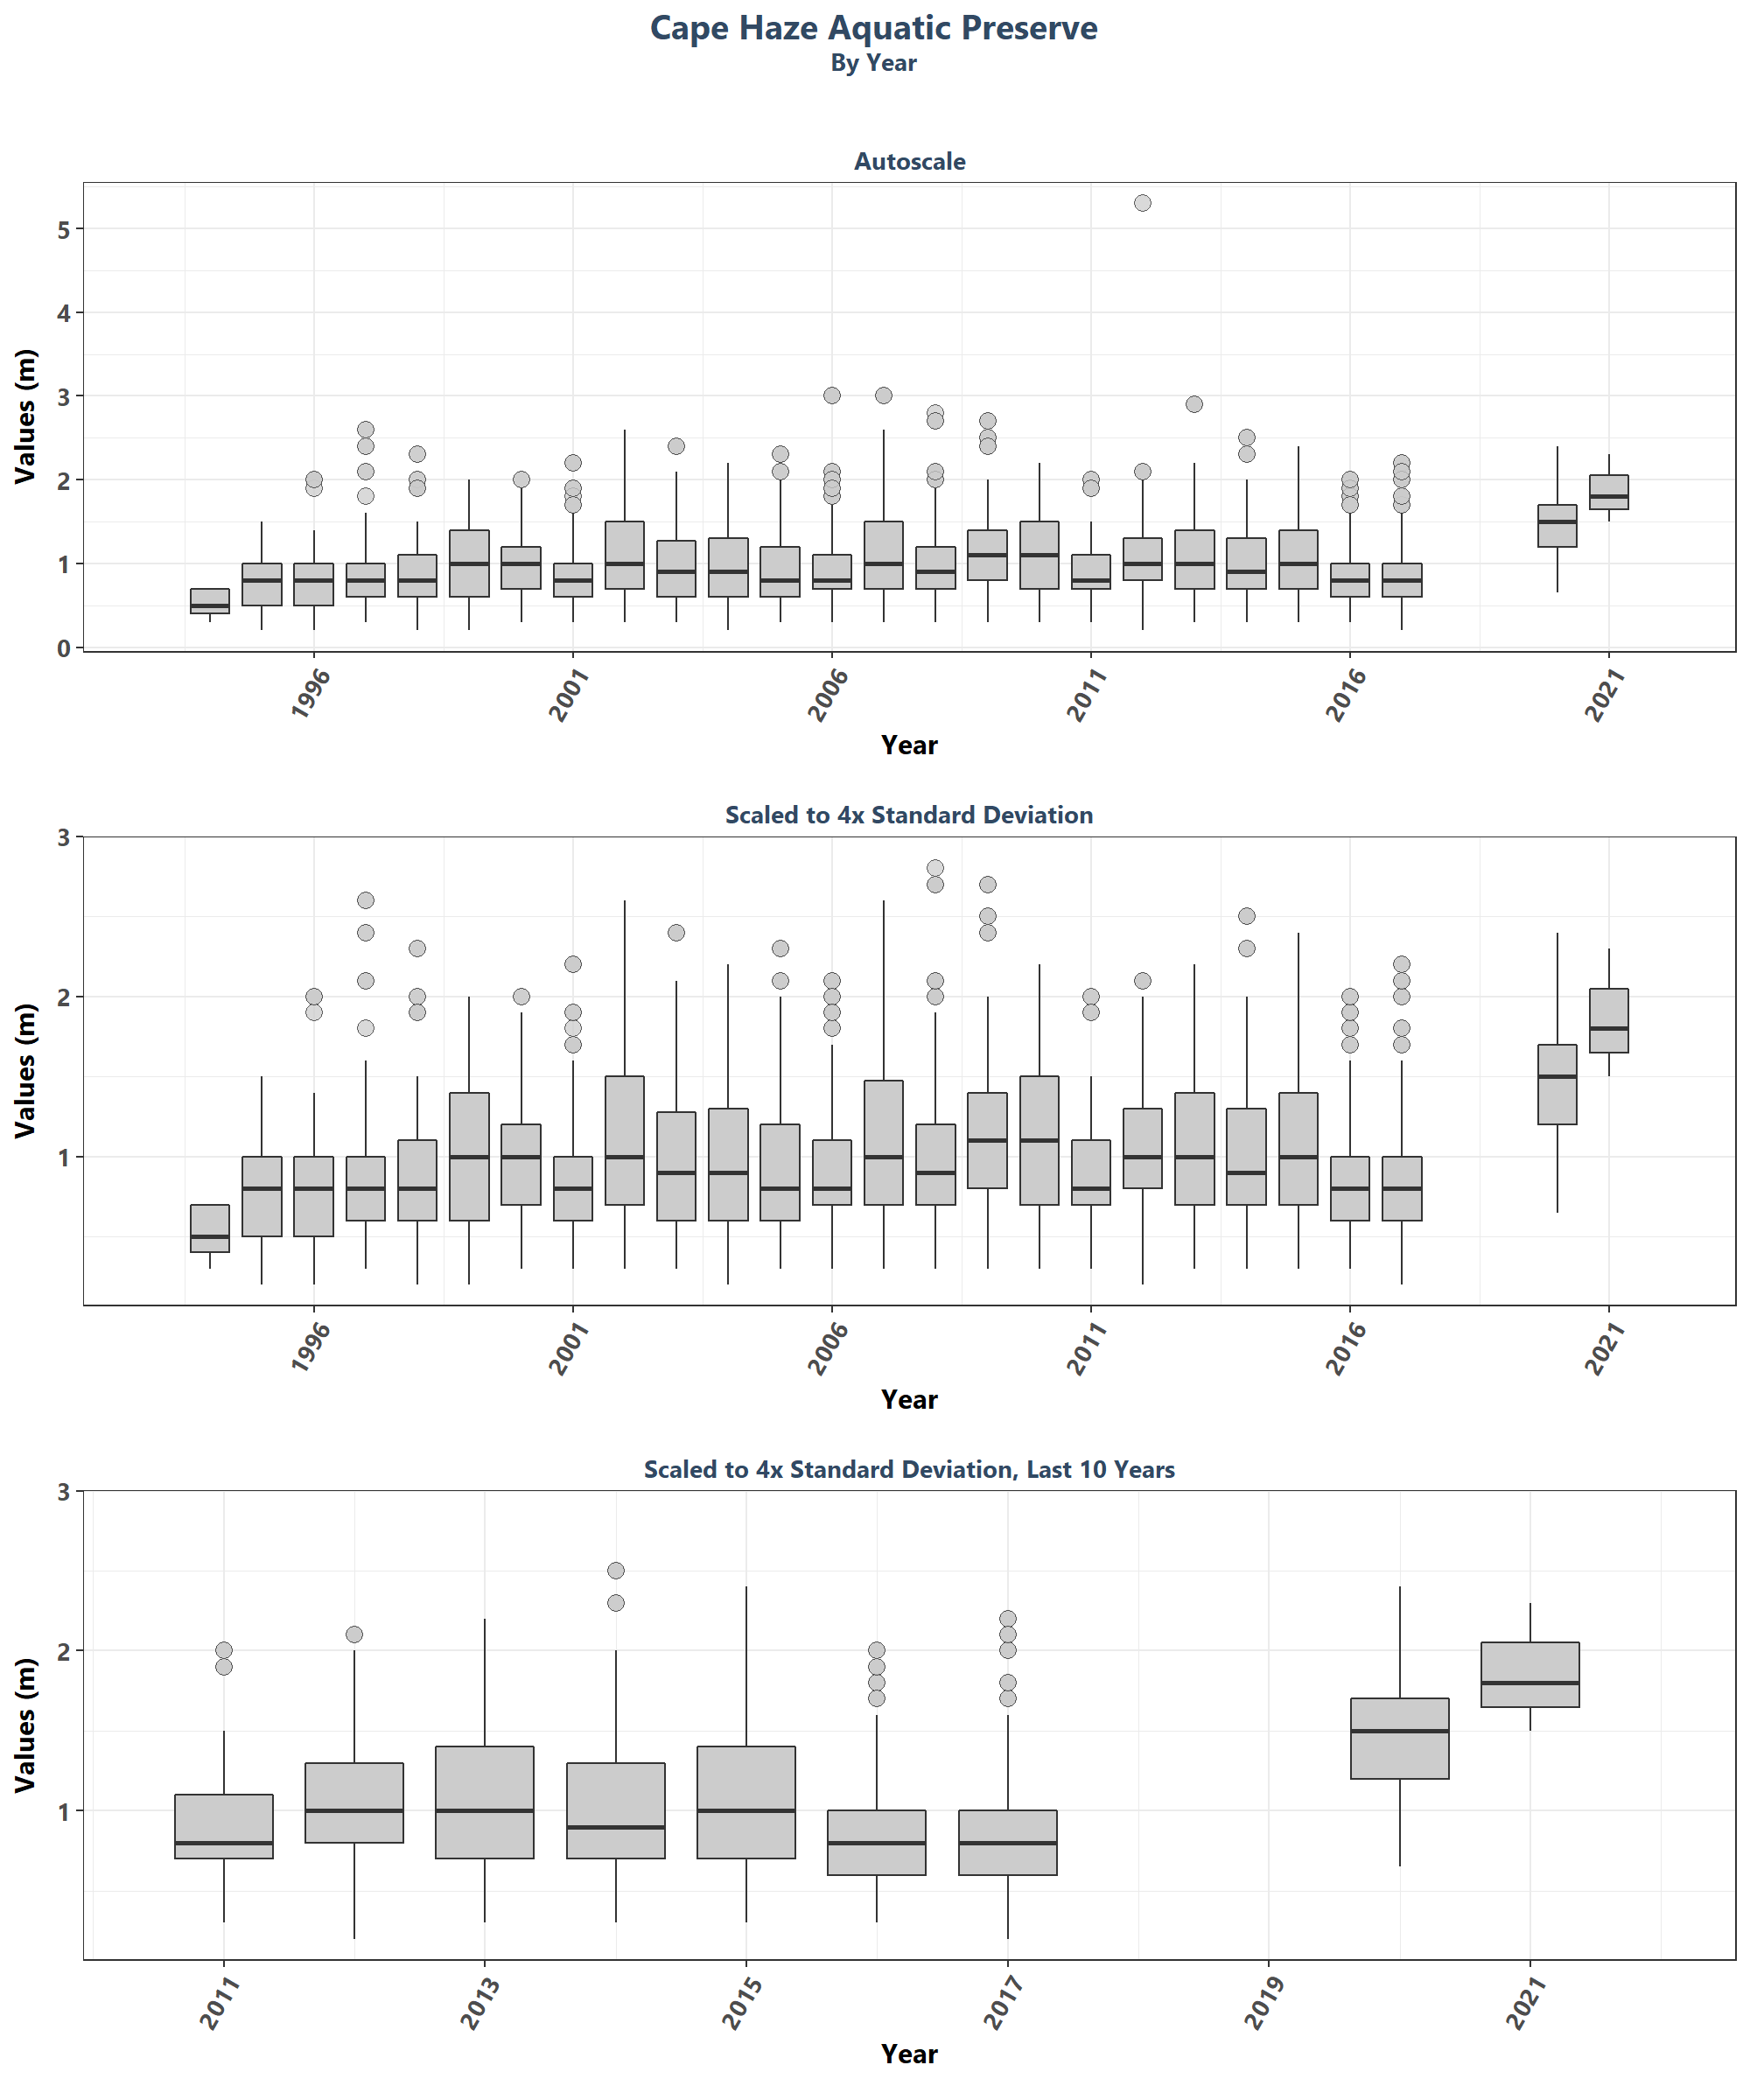 Cape Haze Aquatic Preserve
By Year
Autoscale
Values (m)
5
4
3
2
1
0
1996 2001 2006 2011 2016 2021
Year
Scaled to 4x Standard Deviation
Values (m)
3
2
1
1996 2001 2006 2011 2016 2021
Year
Scaled to 4x Standard Deviation, Last 10 Years
Values (m)
3
2
1
2011 2013 2015 2017 2019 2021
Year